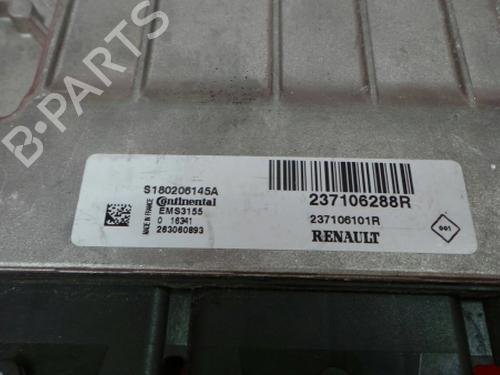 B-PARTS
S180206145A
MADE IN FRANCE
Continental
EMS3155
0 16341
263060893
237106288R
237106101R
RENAULT
001